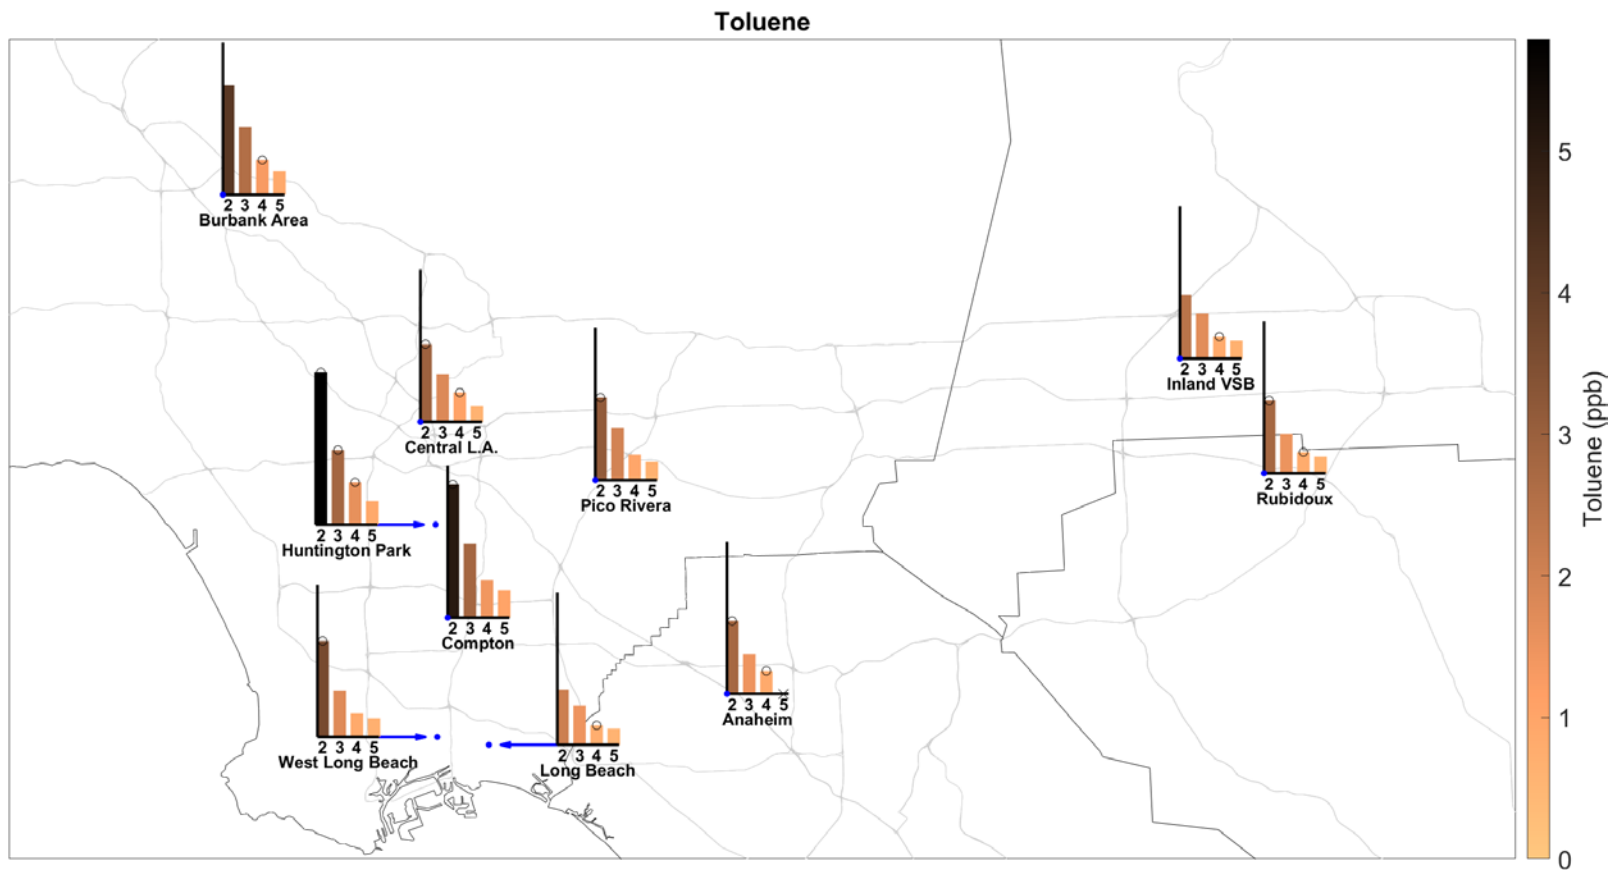 Toluene
2 3 4 5
Burbank Area
2 3 4 5
Central L.A.
2 3 4 5
Huntington Park
2 3 4 5
Pico Rivera
2 3 4 5
Inland VSB
2 3 4 5
Rubidoux
2 3 4 5
Compton
2 3 4 5
West Long Beach
2 3 4 5
Long Beach
2 3 4 5
Anaheim
5
4
3
2
1
0
Toluene (ppb)